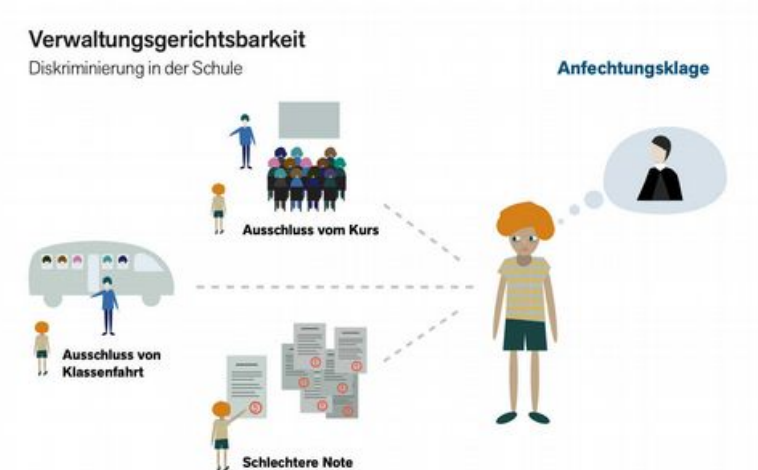 Verwaltungsgerichtsbarkeit
Diskriminierung in der Schule
Anfechtungsklage
Ausschluss vom Kurs
Ausschluss von
Klassenfahrt
Schlechtere Note